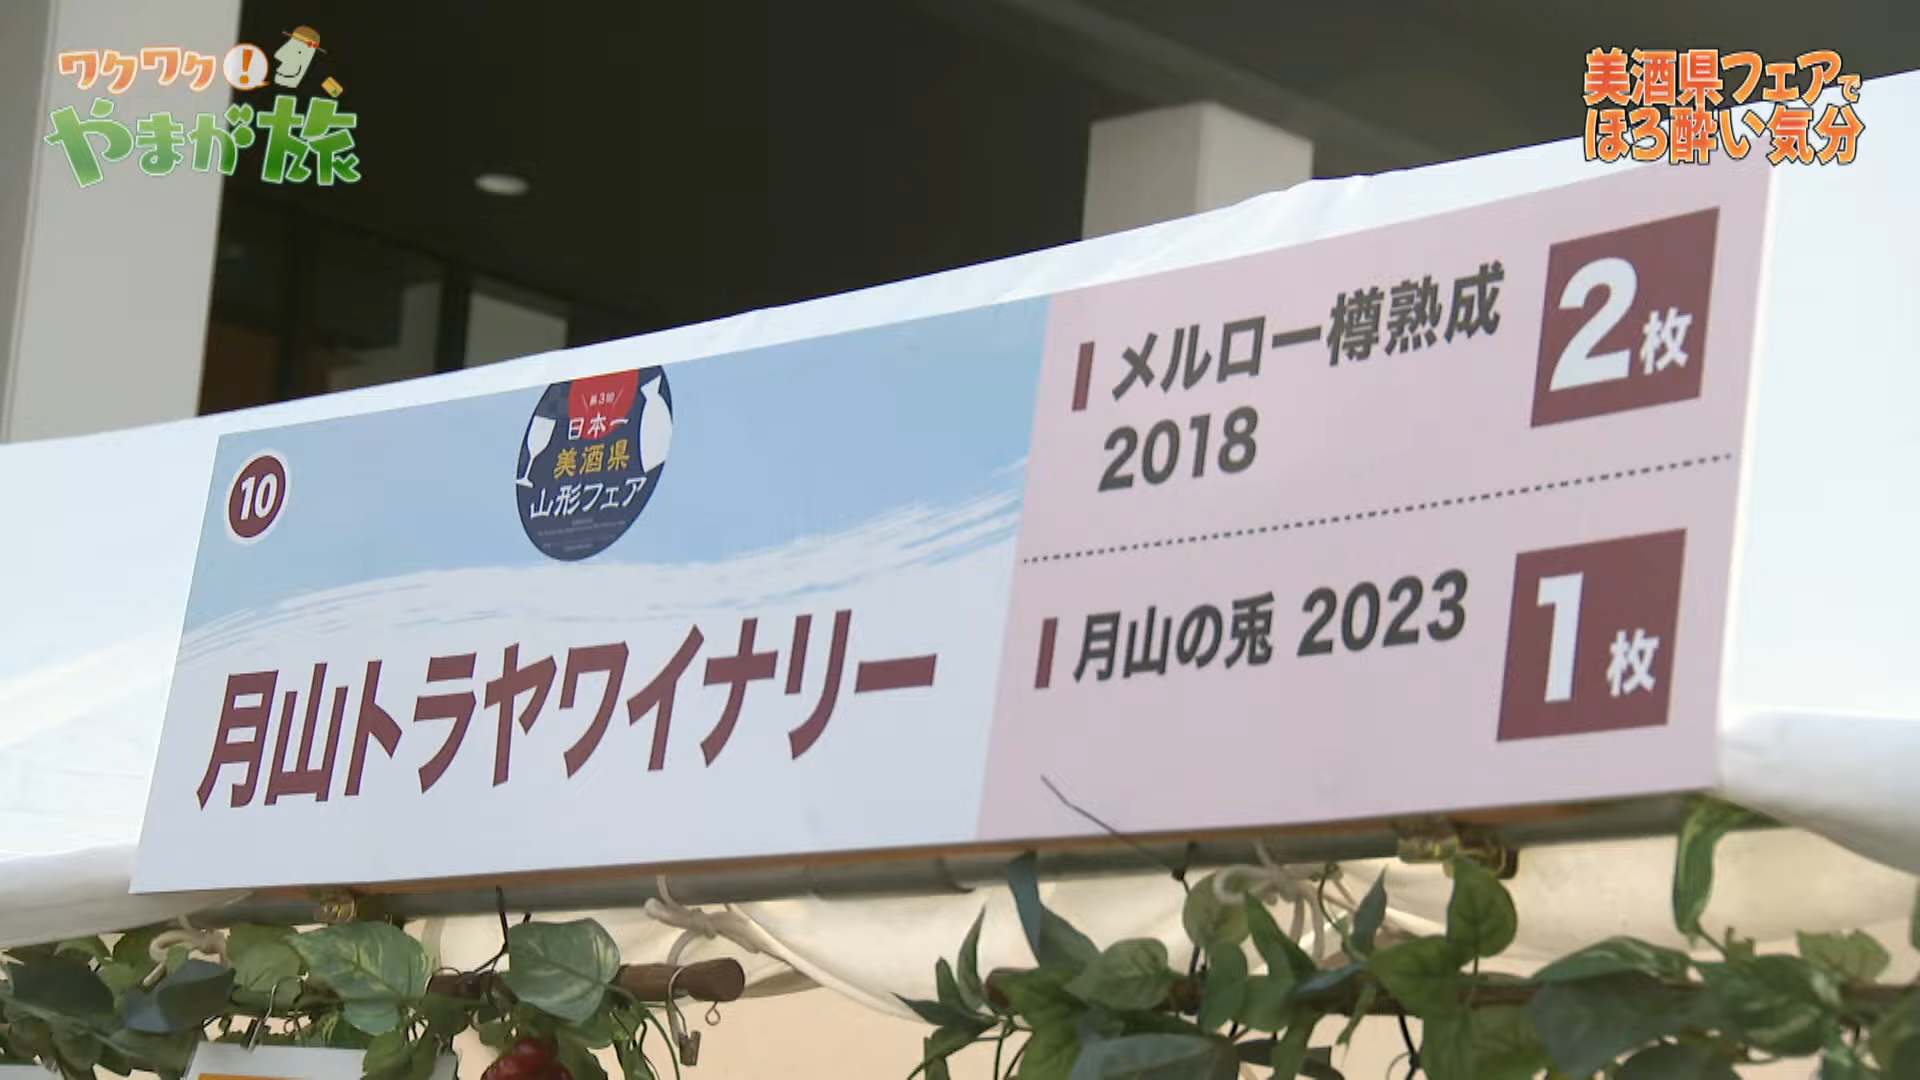 ワクワク!
やまが旅
美酒県フェアで
ほろ酔い気分
10
第3回
日本一
美酒県
山形フェア
月山トラヤワイナリー
メルロー樽熟成
2018
2枚
月山の兎 2023
1枚